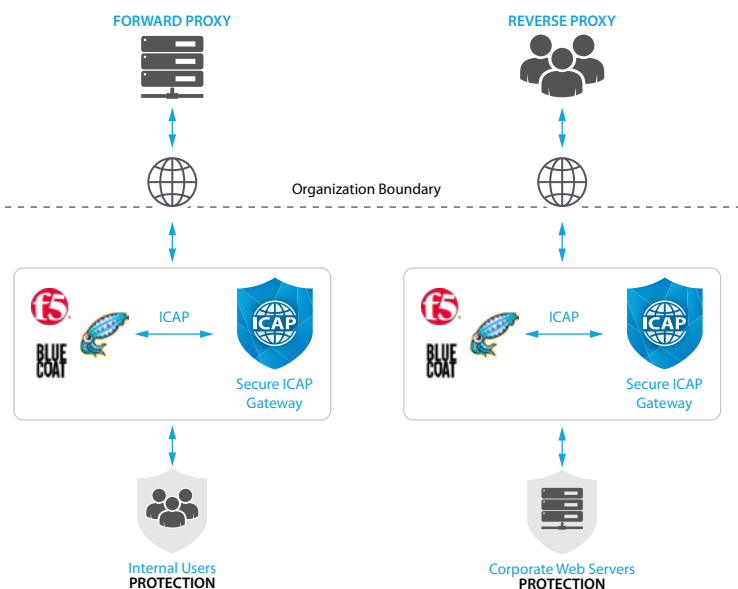 FORWARD PROXY
REVERSE PROXY
Organization Boundary
f5
BLUE
COAT
ICAP
ICAP
Secure ICAP
Gateway
f5
BLUE
COAT
ICAP
ICAP
Secure ICAP
Gateway
Internal Users
PROTECTION
Corporate Web Servers
PROTECTION